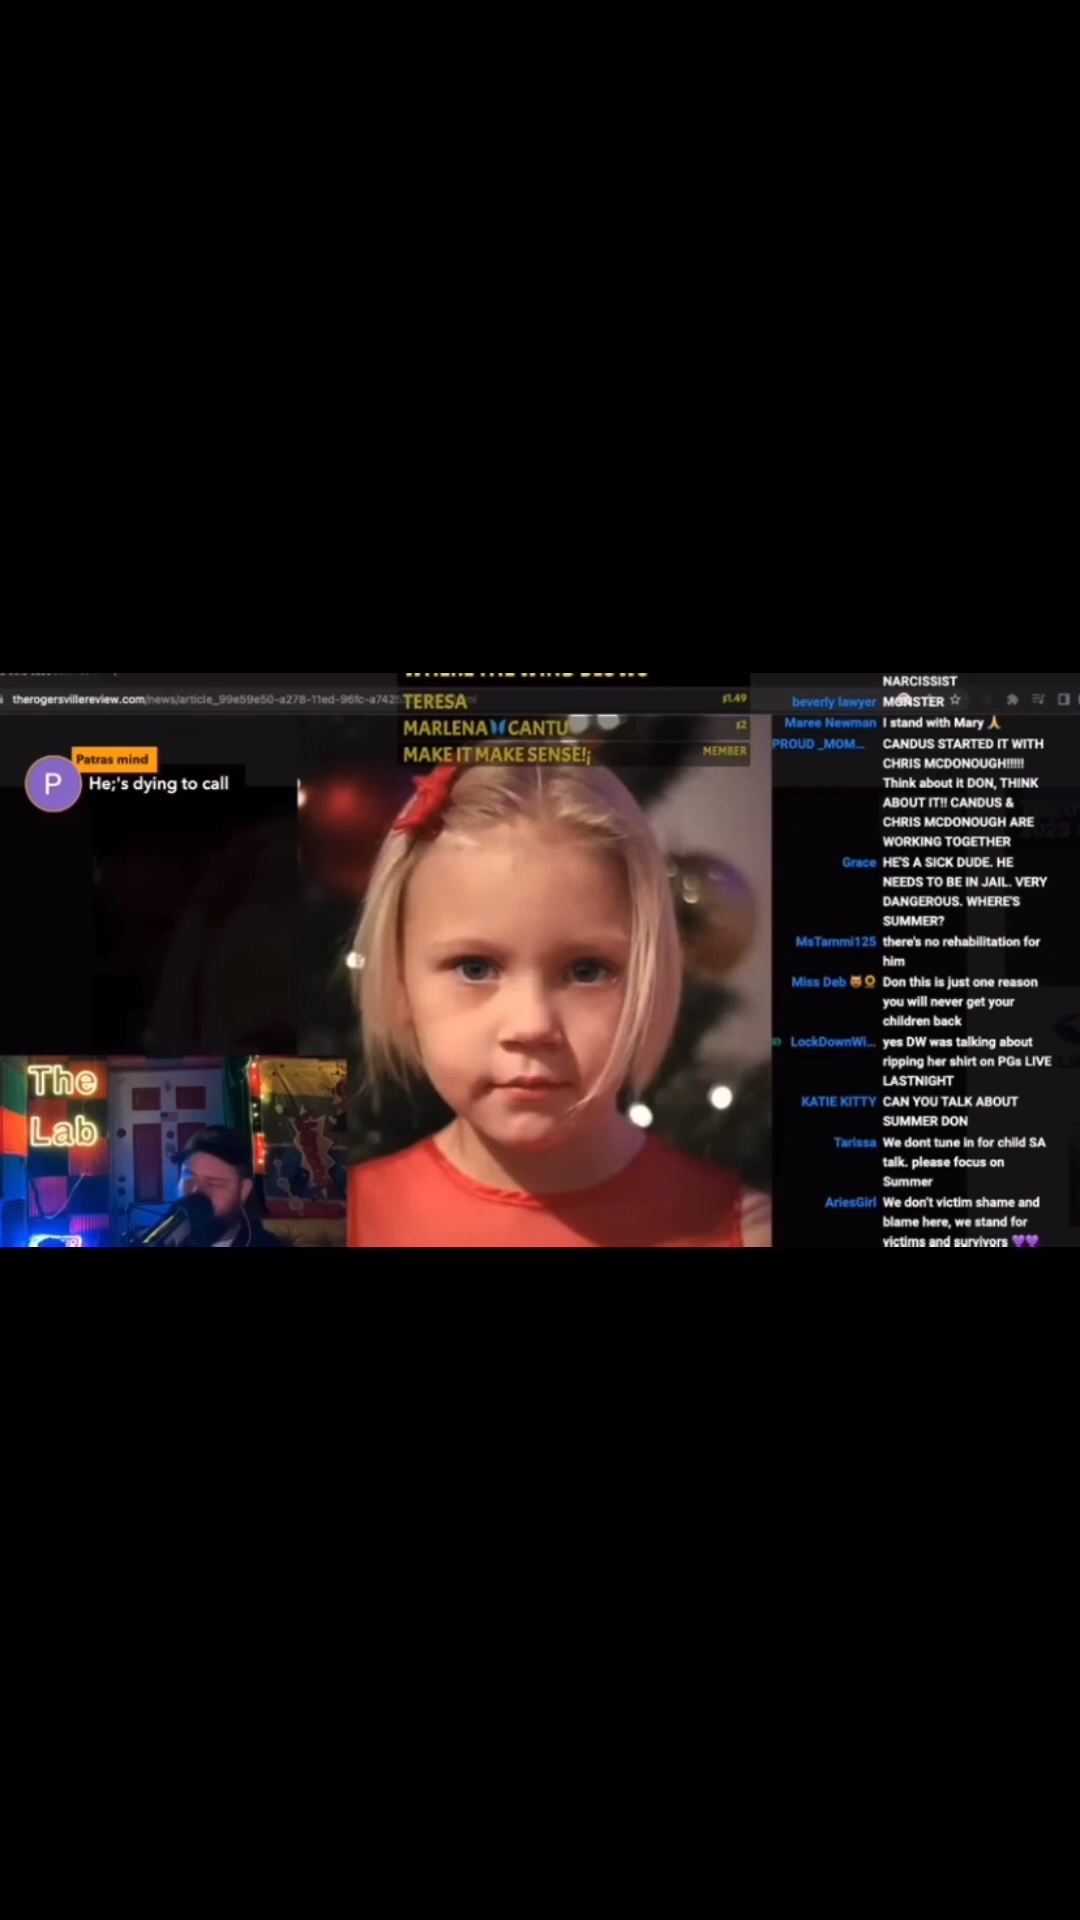 therogersvillereview.com/news/article_99e59e50-a278-11ed-96fc-a742
TERESA $1.49
MARLENA🦋CANTU $2
MAKE IT MAKE SENSE!¡ MEMBER
Patras mind
P
He;'s dying to call
The
Lab
NARCISSIST
beverly lawyer MONSTER
Maree Newman I stand with Mary 🙏
PROUD _MOM... CANDUS STARTED IT WITH
CHRIS MCDONOUGH!!!!!
Think about it DON, THINK
ABOUT IT!! CANDUS &
CHRIS MCDONOUGH ARE
WORKING TOGETHER
Grace HE'S A SICK DUDE. HE
NEEDS TO BE IN JAIL. VERY
DANGEROUS. WHERE'S
SUMMER?
MsTammi125 there's no rehabilitation for
him
Miss Deb 🐯🌻 Don this is just one reason
you will never get your
children back
LockDownWi... yes DW was talking about
ripping her shirt on PGs LIVE
LASTNIGHT
KATIE KITTY CAN YOU TALK ABOUT
SUMMER DON
Tarissa We dont tune in for child SA
talk. please focus on
Summer
AriesGirl We don't victim shame and
blame here, we stand for
victims and survivors 💜💜